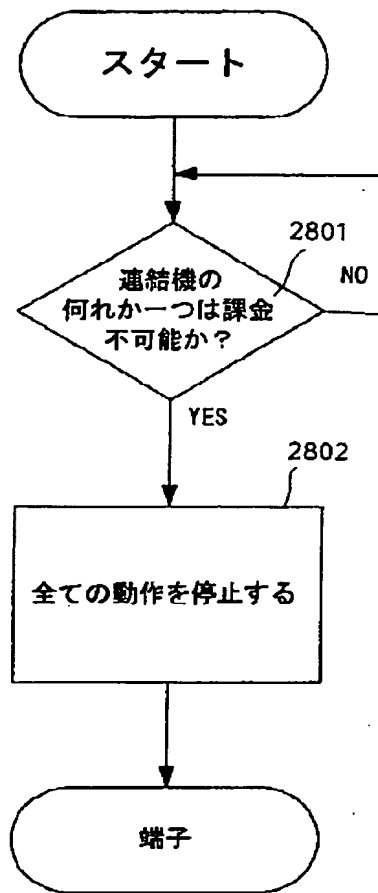 スタート
2801
連結機の
何れか一つは課金
不可能か？
NO
YES
2802
全ての動作を停止する
端子